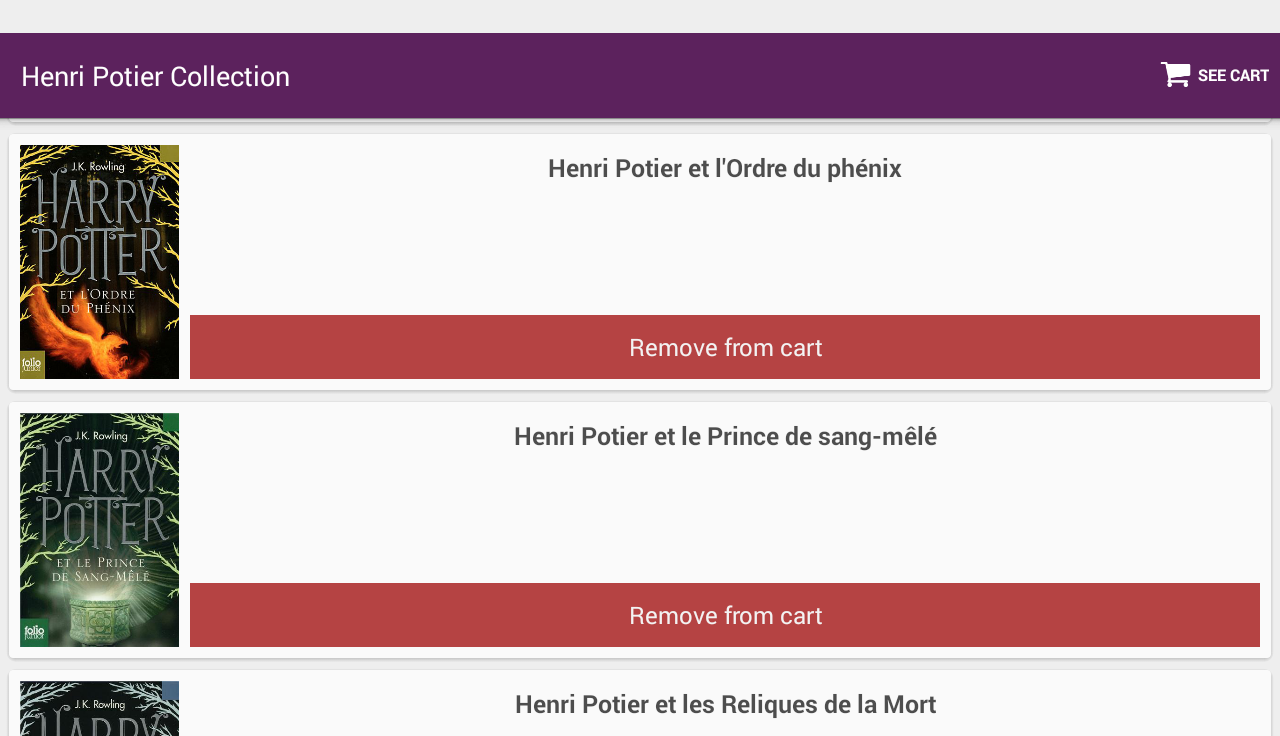 Henri Potier Collection
SEE CART
J.K. Rowling
HARRY
POTTER
ET L'ORDRE
DU PHÉNIX
folio
JUNIOR
Henri Potier et l'Ordre du phénix
Remove from cart
J.K. Rowling
HARRY
POTTER
ET LE PRINCE
DE SANG-MÊLÉ
folio
JUNIOR
Henri Potier et le Prince de sang-mêlé
Remove from cart
J.K. Rowling
HARRY
Henri Potier et les Reliques de la Mort